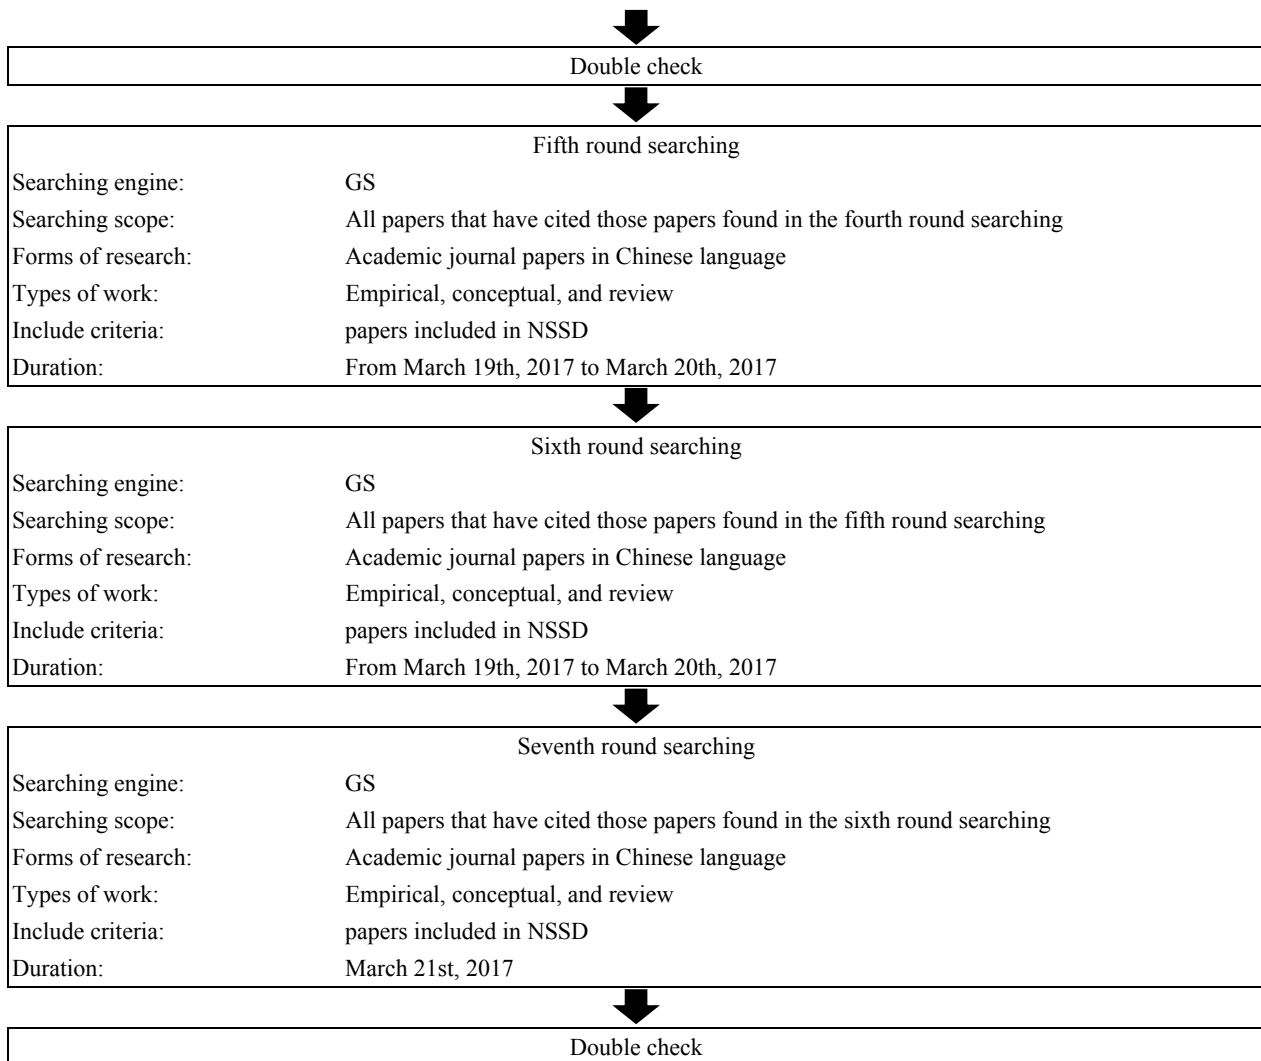 Double check
Fifth round searching
Searching engine: GS
Searching scope: All papers that have cited those papers found in the fourth round searching
Forms of research: Academic journal papers in Chinese language
Types of work: Empirical, conceptual, and review
Include criteria: papers included in NSSD
Duration: From March 19th, 2017 to March 20th, 2017
Sixth round searching
Searching engine: GS
Searching scope: All papers that have cited those papers found in the fifth round searching
Forms of research: Academic journal papers in Chinese language
Types of work: Empirical, conceptual, and review
Include criteria: papers included in NSSD
Duration: From March 19th, 2017 to March 20th, 2017
Seventh round searching
Searching engine: GS
Searching scope: All papers that have cited those papers found in the sixth round searching
Forms of research: Academic journal papers in Chinese language
Types of work: Empirical, conceptual, and review
Include criteria: papers included in NSSD
Duration: March 21st, 2017
Double check